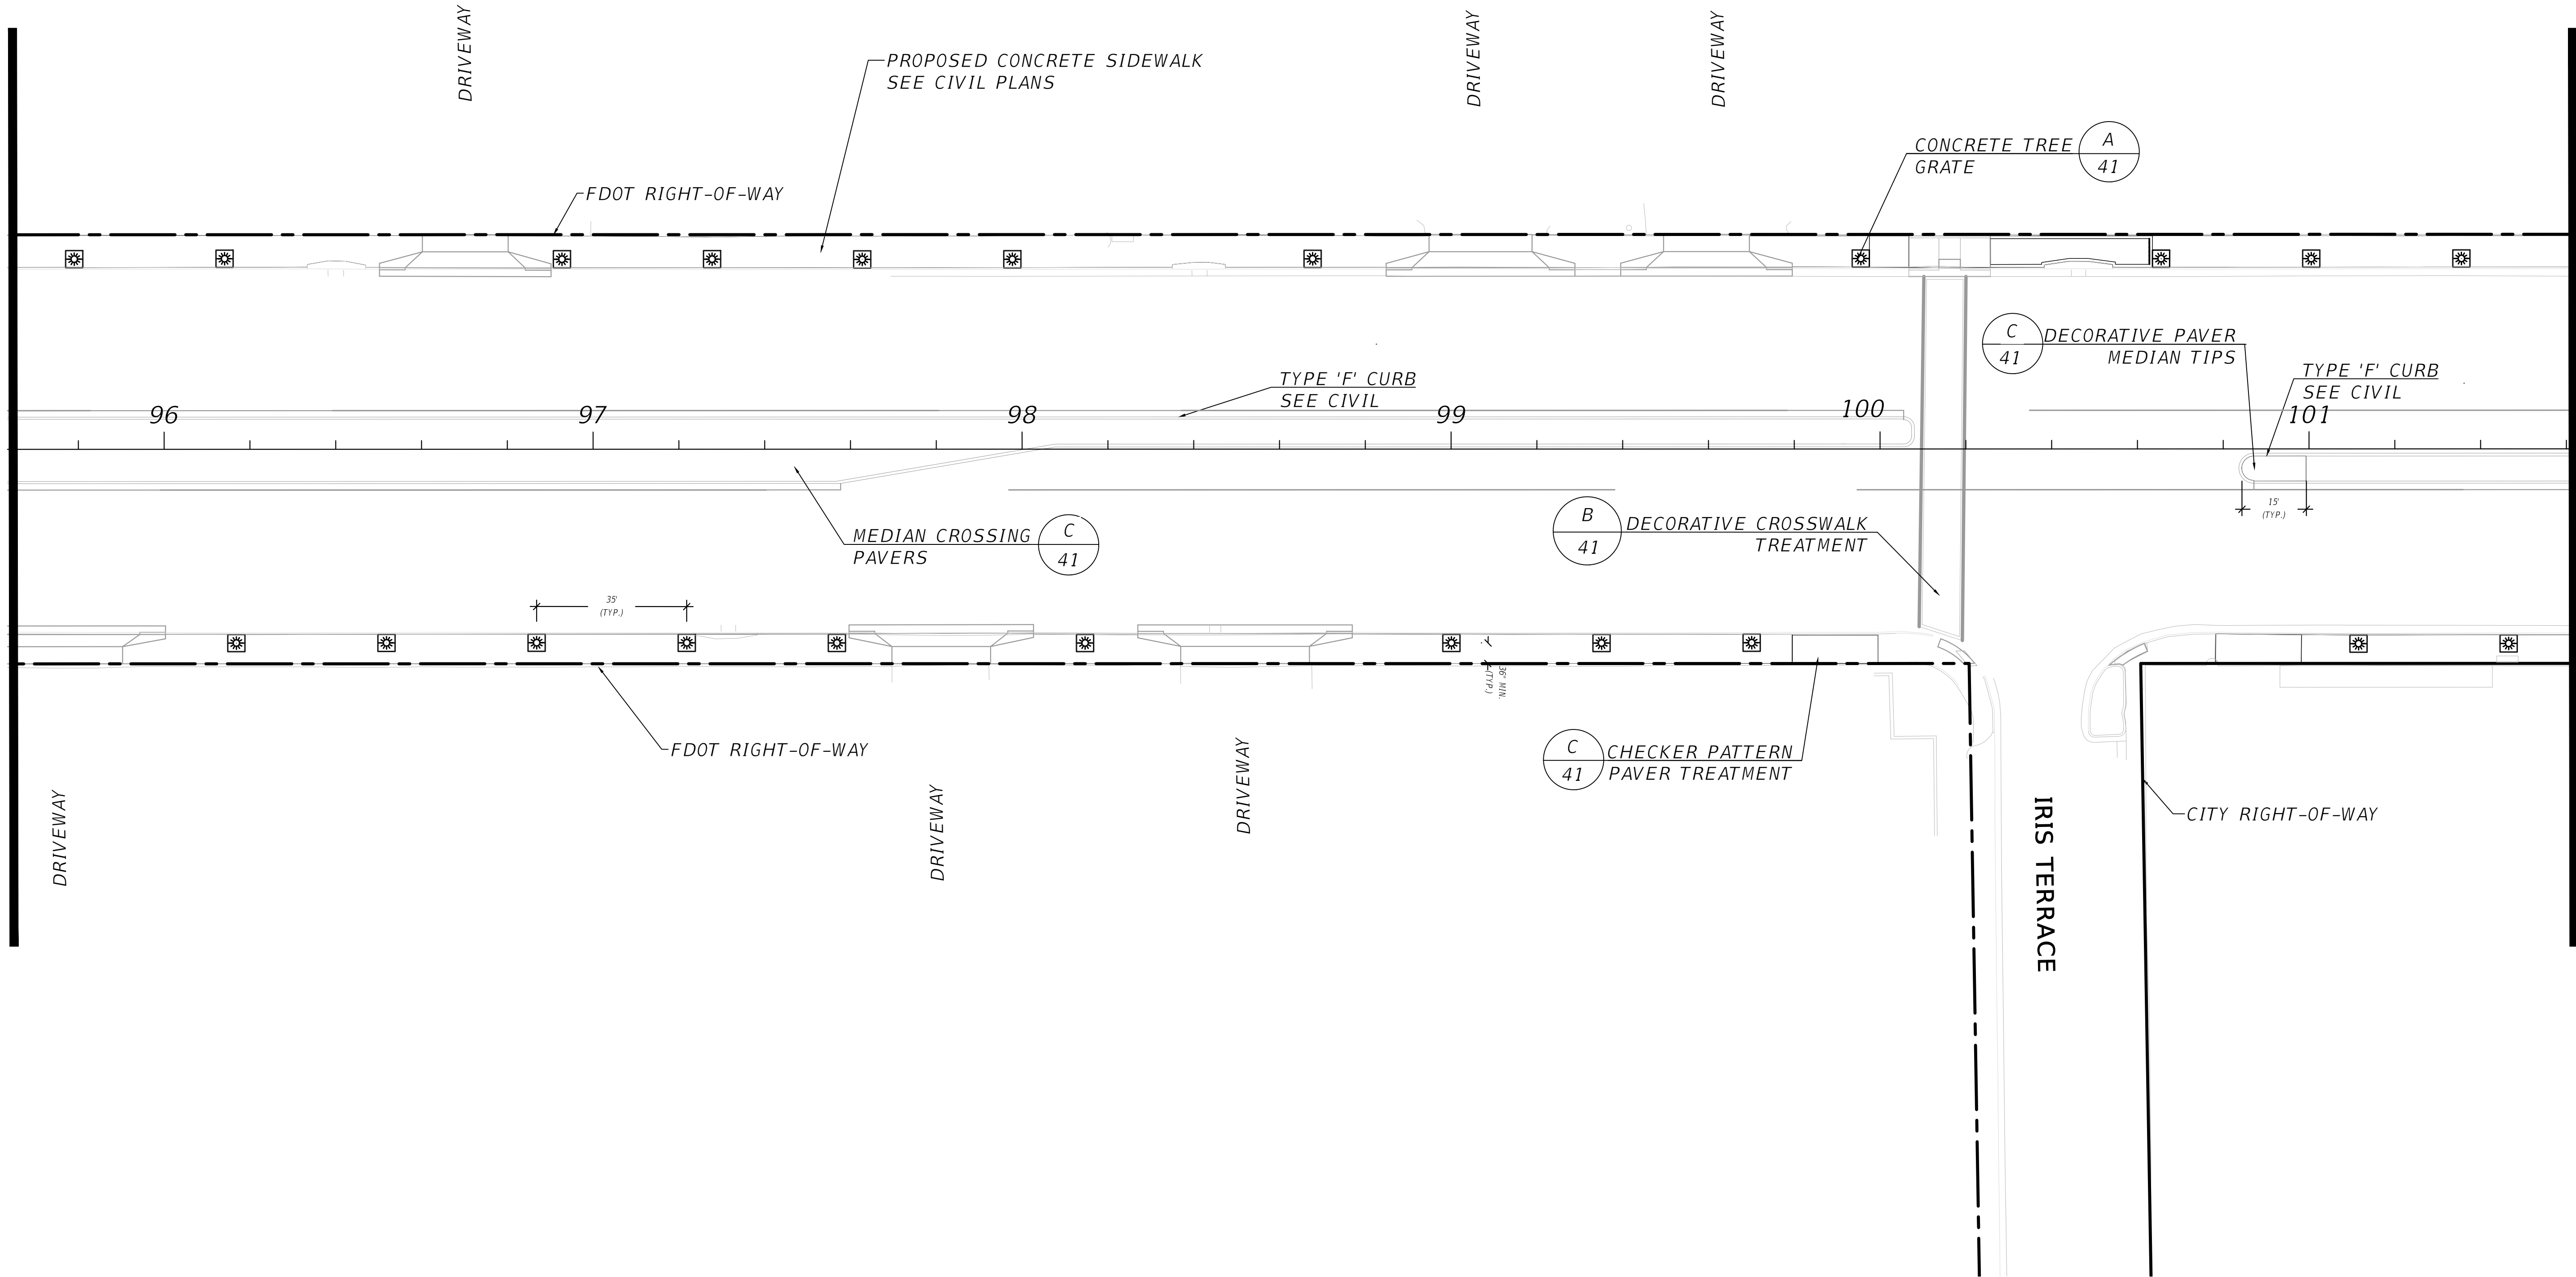 DRIVEWAY
DRIVEWAY
DRIVEWAY
PROPOSED CONCRETE SIDEWALK
SEE CIVIL PLANS
CONCRETE TREE
GRATE
A
41
FDOT RIGHT-OF-WAY
C
41
DECORATIVE PAVER
MEDIAN TIPS
TYPE 'F' CURB
SEE CIVIL
TYPE 'F' CURB
SEE CIVIL
96
97
98
99
100
101
15'
(TYP.)
MEDIAN CROSSING
PAVERS
C
41
B
41
DECORATIVE CROSSWALK
TREATMENT
35'
(TYP.)
36" MIN.
(TYP.)
FDOT RIGHT-OF-WAY
C
41
CHECKER PATTERN
PAVER TREATMENT
CITY RIGHT-OF-WAY
DRIVEWAY
DRIVEWAY
DRIVEWAY
IRIS TERRACE